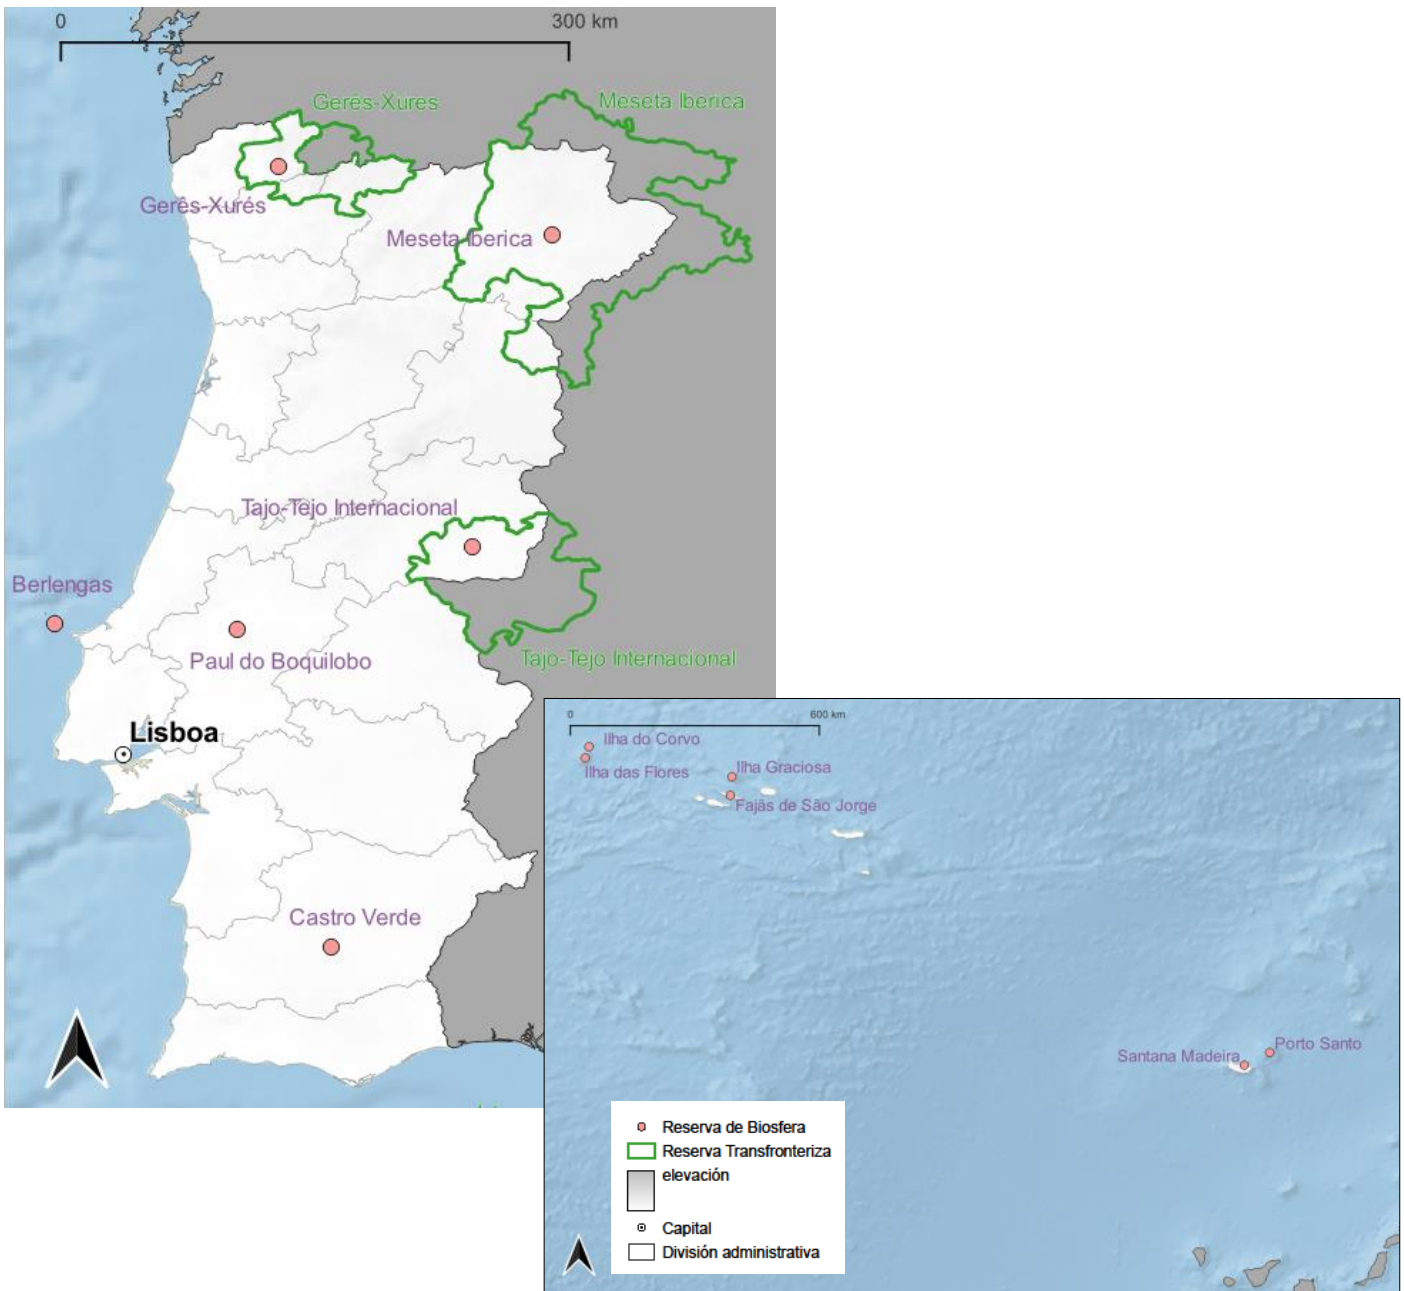 0 300 km
Gerês-Xures
Meseta Iberica
Gerês-Xurés
Meseta Iberica
Tajo-Tejo Internacional
Berlengas
Paul do Boquilobo
Tajo-Tejo Internacional
Lisboa
Castro Verde
0 600 km
Ilha do Corvo
Ilha das Flores
Ilha Graciosa
Fajãs de São Jorge
Porto Santo
Santana Madeira
Reserva de Biosfera
Reserva Transfronteriza
elevación
Capital
División administrativa